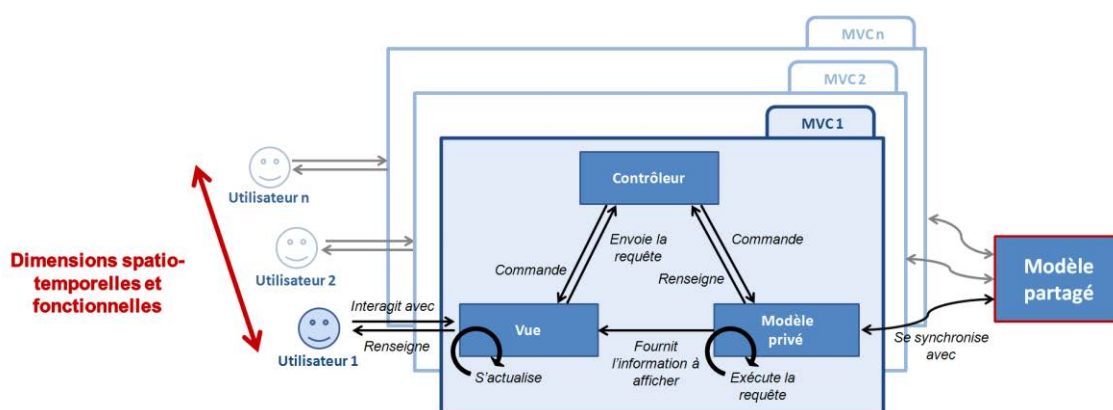 MVC n
MVC 2
MVC 1
Contrôleur
Utilisateur n
Envoie la
requête
Commande
Commande
Renseigne
Dimensions spatio-
temporelles et
fonctionnelles
Utilisateur 2
Modèle
partagé
Interagit avec
Vue
Modèle
privé
Renseigne
Utilisateur 1
Fournit
l'information à
afficher
Se synchronise
avec
S'actualise
Exécute la
requête